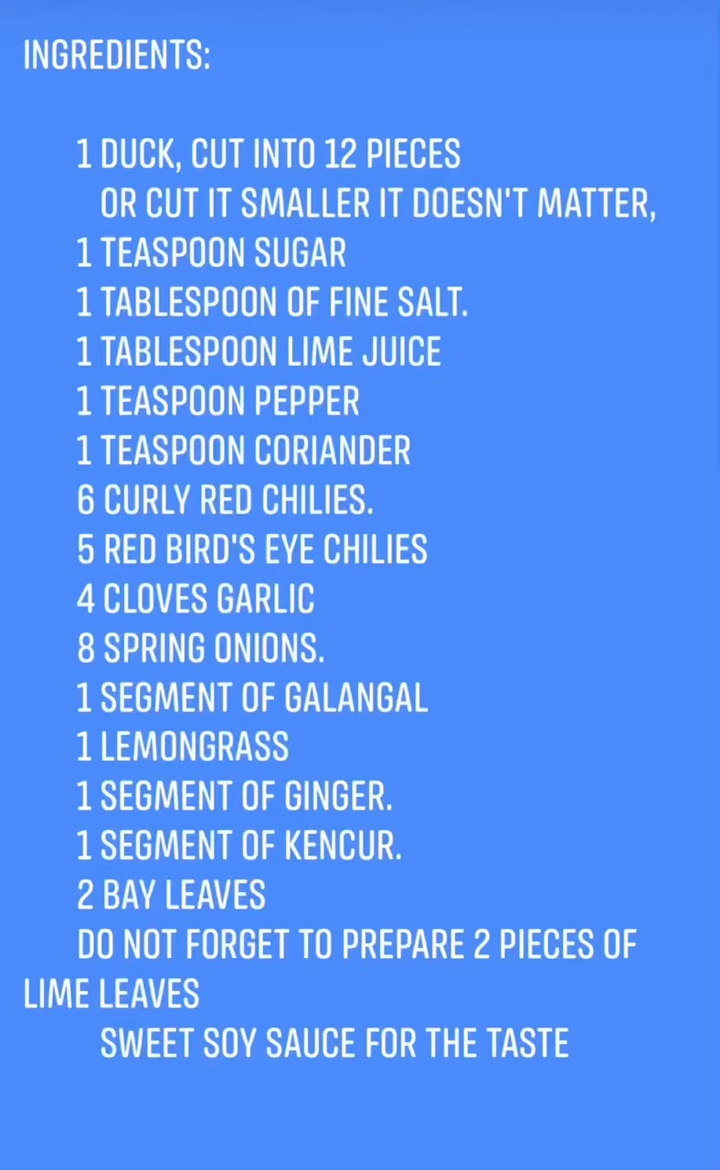 INGREDIENTS:
1 DUCK, CUT INTO 12 PIECES
OR CUT IT SMALLER IT DOESN'T MATTER,
1 TEASPOON SUGAR
1 TABLESPOON OF FINE SALT.
1 TABLESPOON LIME JUICE
1 TEASPOON PEPPER
1 TEASPOON CORIANDER
6 CURLY RED CHILIES.
5 RED BIRD'S EYE CHILIES
4 CLOVES GARLIC
8 SPRING ONIONS.
1 SEGMENT OF GALANGAL
1 LEMONGRASS
1 SEGMENT OF GINGER.
1 SEGMENT OF KENCUR.
2 BAY LEAVES
DO NOT FORGET TO PREPARE 2 PIECES OF
LIME LEAVES
SWEET SOY SAUCE FOR THE TASTE